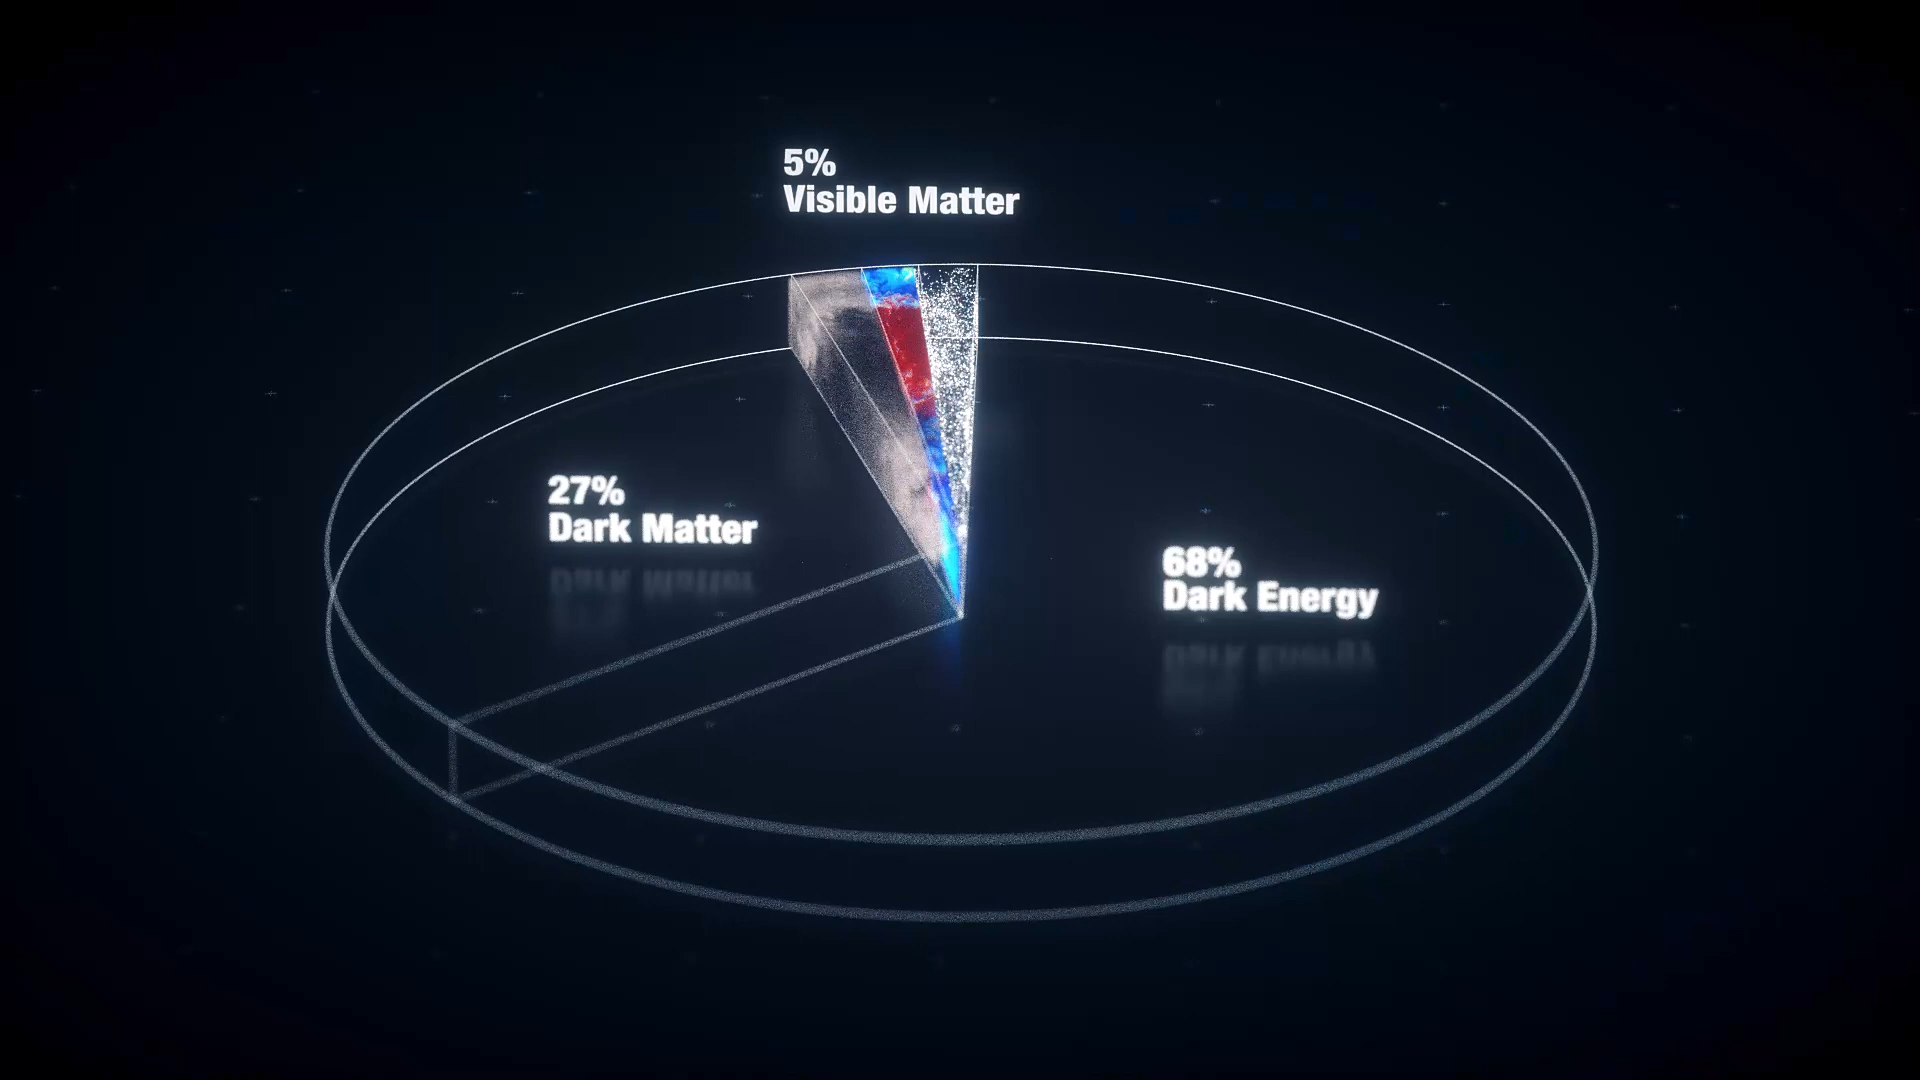 5%
Visible Matter
27%
Dark Matter
68%
Dark Energy